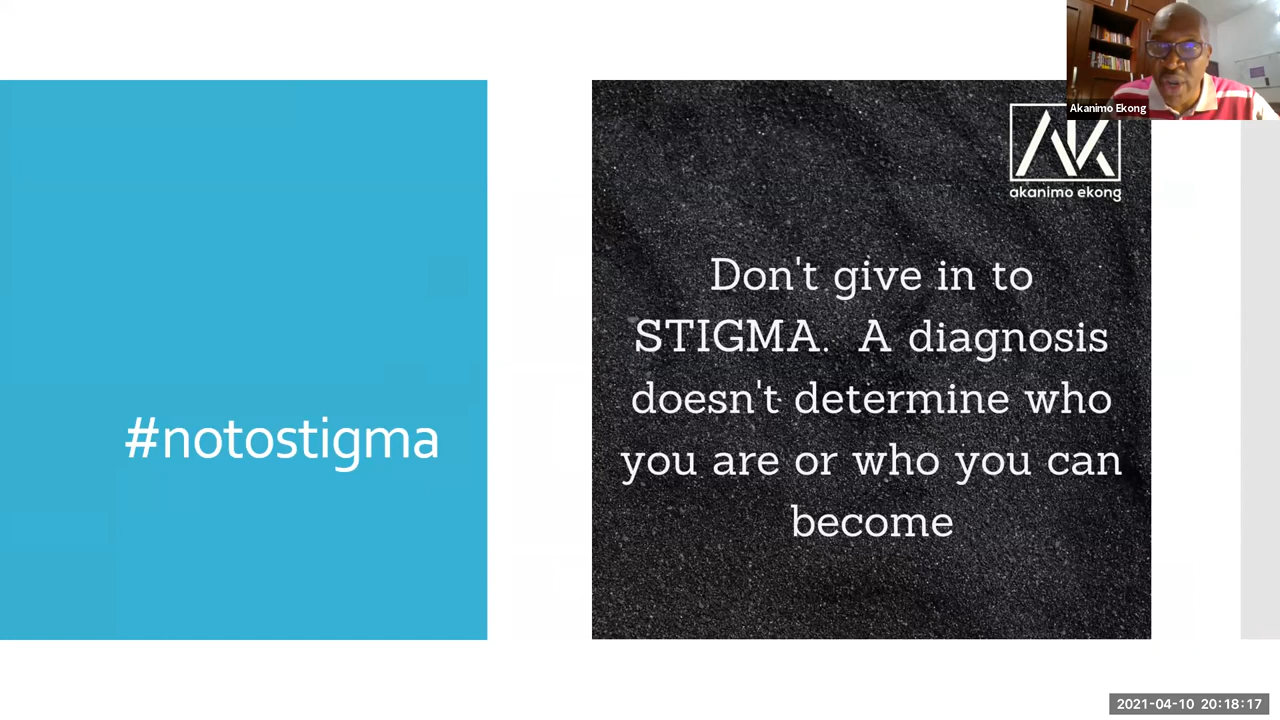 Akanimo Ekong
AK
akanimo ekong
#notostigma
Don't give in to
STIGMA. A diagnosis
doesn't determine who
you are or who you can
become
2021-04-10 20:18:17